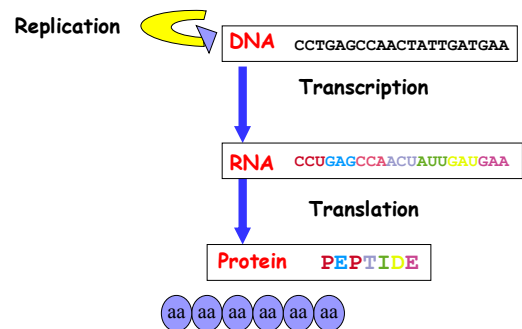 Replication
DNA CCTGAGCCAACTATTGATGAA
Transcription
RNA CCUGAGCCAACUAUUGAUGAA
Translation
Protein PEPTIDE
aa aa aa aa aa aa